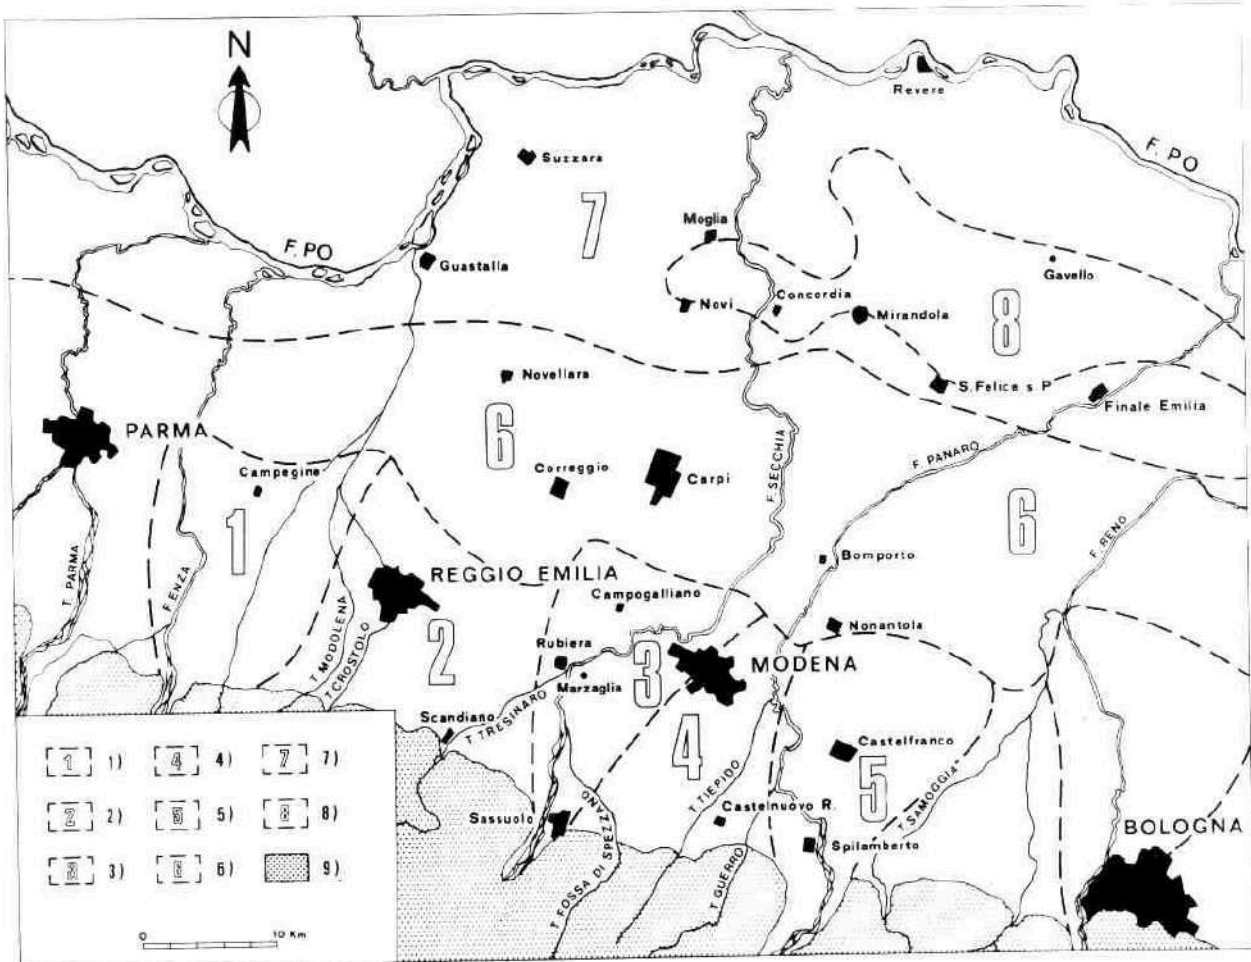 N
Revere
F. PO
Suzzara
7
Moglia
F. PO
Guastalla
Gavello
Novi
Concordia
Mirandola
8
Novellara
S. Felice s. P.
Finale Emilia
PARMA
6
F. SECCHIA
F. PANARO
Campegine
Correggio
Carpi
1
6
F. RENO
T. PARMA
F. ENZA
Bomporto
REGGIO EMILIA
Campogalliano
T. MODOLENA
T. CROSTOLO
2
Nonantola
Rubiera
3
MODENA
Marzaglia
T. TRESINARO
Scandiano
4
Castelfranco
5
T. TIEPIDO
T. SAMOGGIA
Castelnuovo R.
Sassuolo
T. FOSSA DI SPEZZANO
T. GUERRO
Spilamberto
BOLOGNA
1 1) 4 4) 7 7)
2 2) 5 5) 8 8)
3 3) 6 6) 9)
0 10 Km